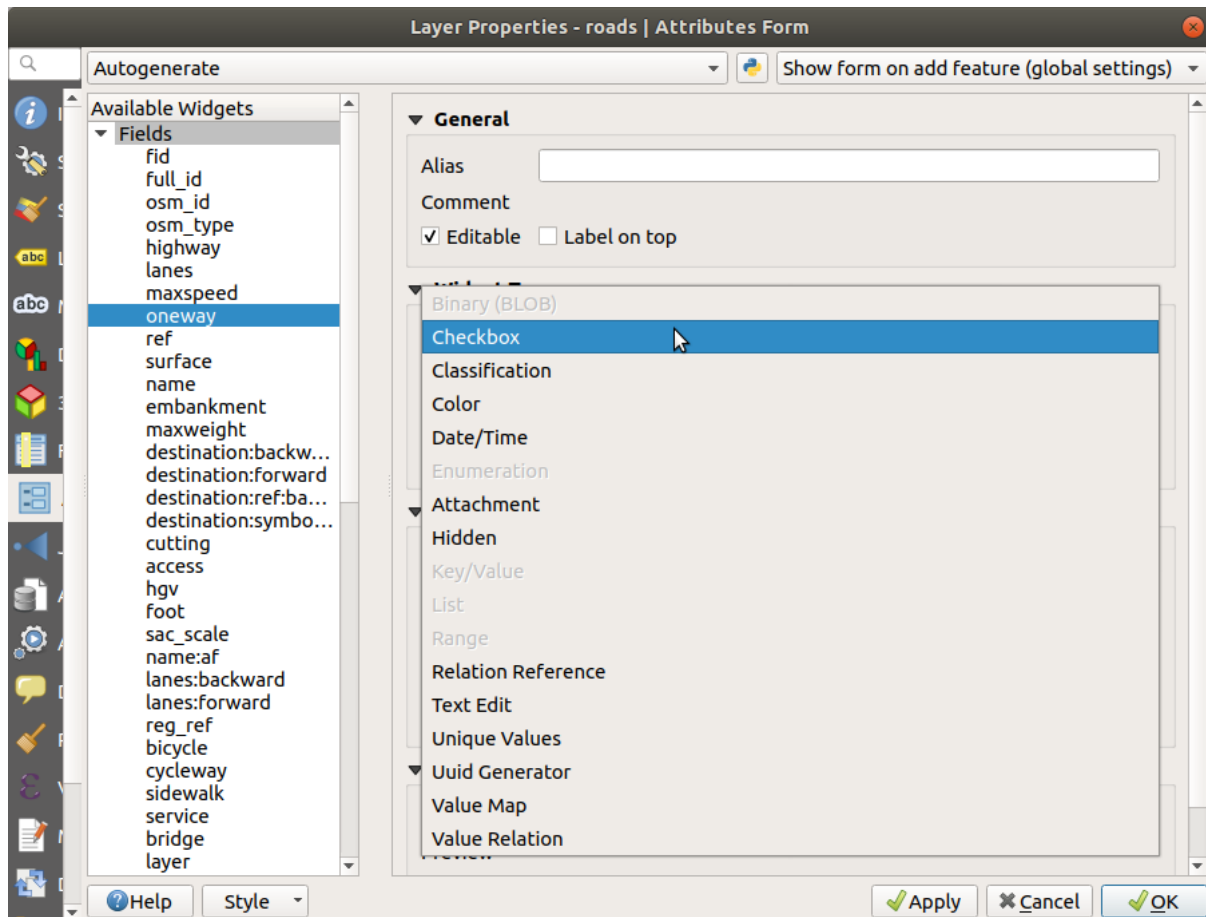 Layer Properties - roads | Attributes Form
Autogenerate
Show form on add feature (global settings)
Available Widgets
Fields
fid
full_id
osm_id
osm_type
highway
lanes
maxspeed
oneway
ref
surface
name
embankment
maxweight
destination:backw...
destination:forward
destination:ref:ba...
destination:symbo...
cutting
access
hgv
foot
sac_scale
name:af
lanes:backward
lanes:forward
reg_ref
bicycle
cycleway
sidewalk
service
bridge
layer
General
Alias
Comment
Editable
Label on top
Binary (BLOB)
Checkbox
Classification
Color
Date/Time
Enumeration
Attachment
Hidden
Key/Value
List
Range
Relation Reference
Text Edit
Unique Values
Uuid Generator
Value Map
Value Relation
abc
abc
Help
Style
Apply
Cancel
OK